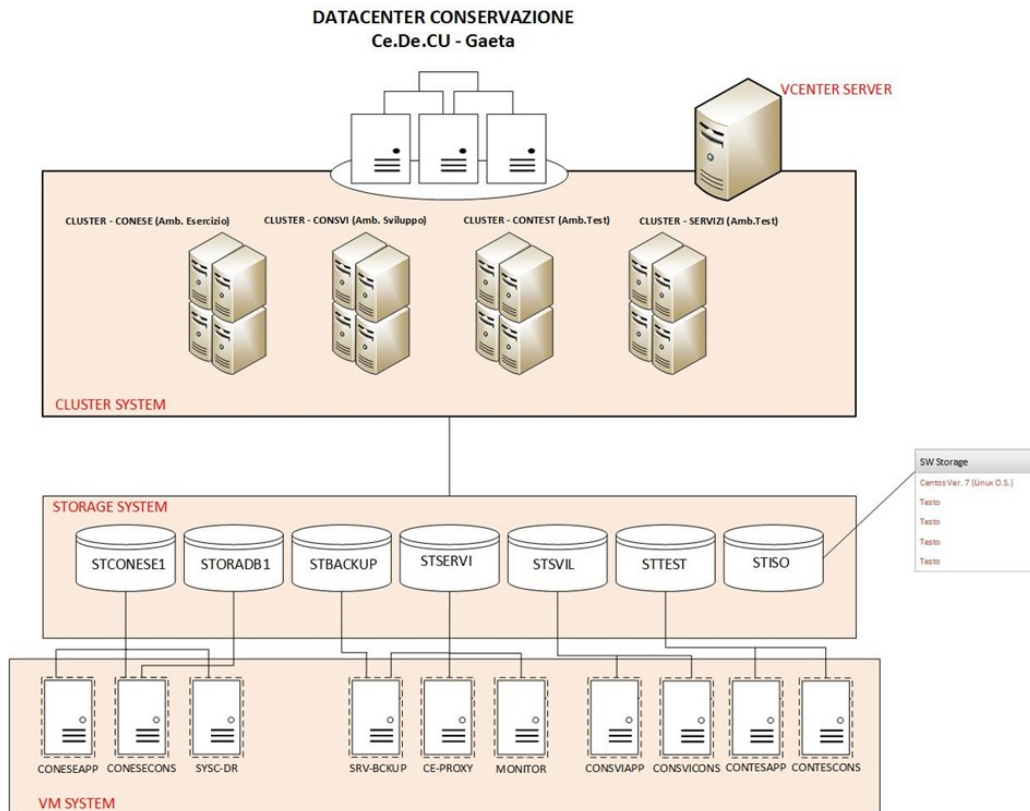 DATACENTER CONSERVAZIONE
Ce.De.CU - Gaeta
VCENTER SERVER
CLUSTER - CONESE (Amb. Esercizio)
CLUSTER - CONSVI (Amb. Sviluppo)
CLUSTER - CONTEST (Amb.Test)
CLUSTER - SERVIZI (Amb.Test)
CLUSTER SYSTEM
SW Storage
Centos Ver. 7 (Linux O.S.)
Testo
Testo
Testo
Testo
STORAGE SYSTEM
STCONESE1
STORADB1
STBACKUP
STSERVI
STSVIL
STTEST
STISO
CONESEAPP
CONESECONS
SYSC-DR
SRV-BCKUP
CE-PROXY
MONITOR
CONSVIAPP
CONSVICONS
CONTESAPP
CONTESCONS
VM SYSTEM